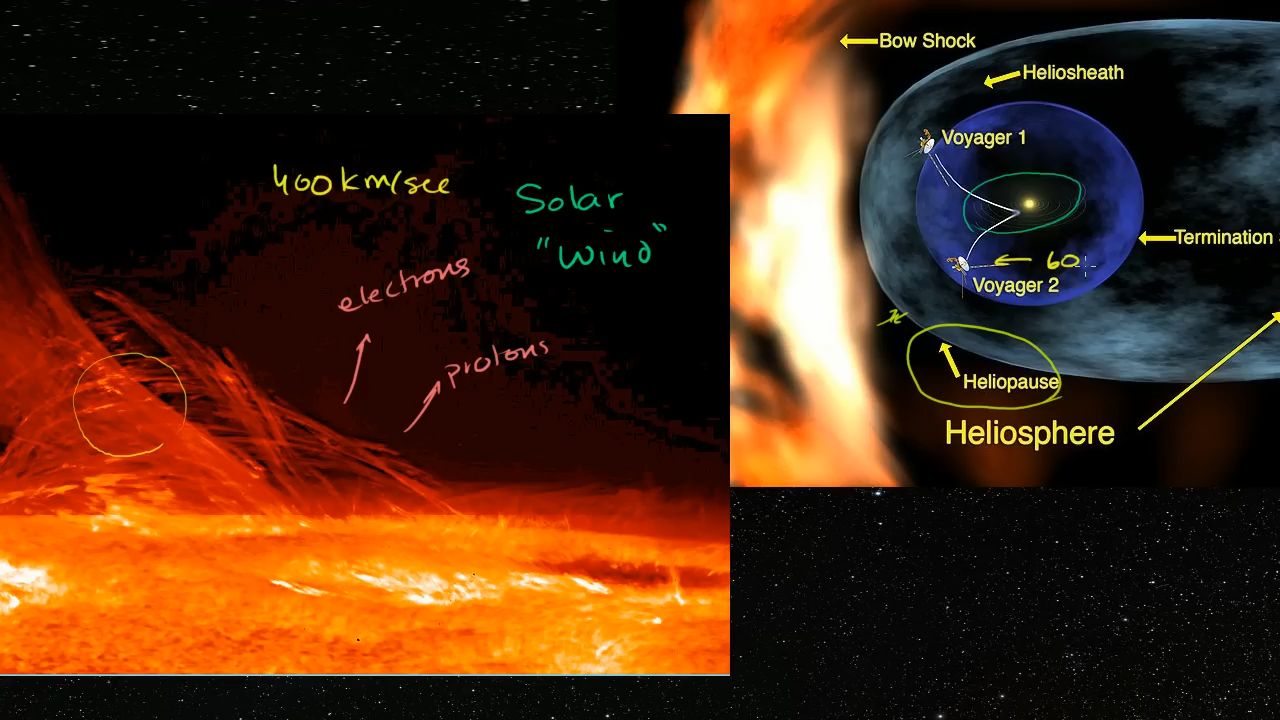 400km/sec
Solar
"Wind"
electrons
protons
Bow Shock
Heliosheath
Voyager 1
Termination
60
Voyager 2
Heliopause
Heliosphere